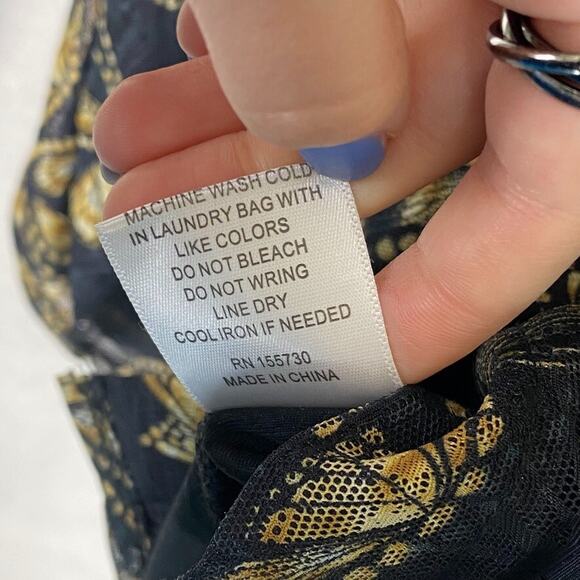 MACHINE WASH COLD
IN LAUNDRY BAG WITH
LIKE COLORS
DO NOT BLEACH
DO NOT WRING
LINE DRY
COOL IRON IF NEEDED
RN 155730
MADE IN CHINA